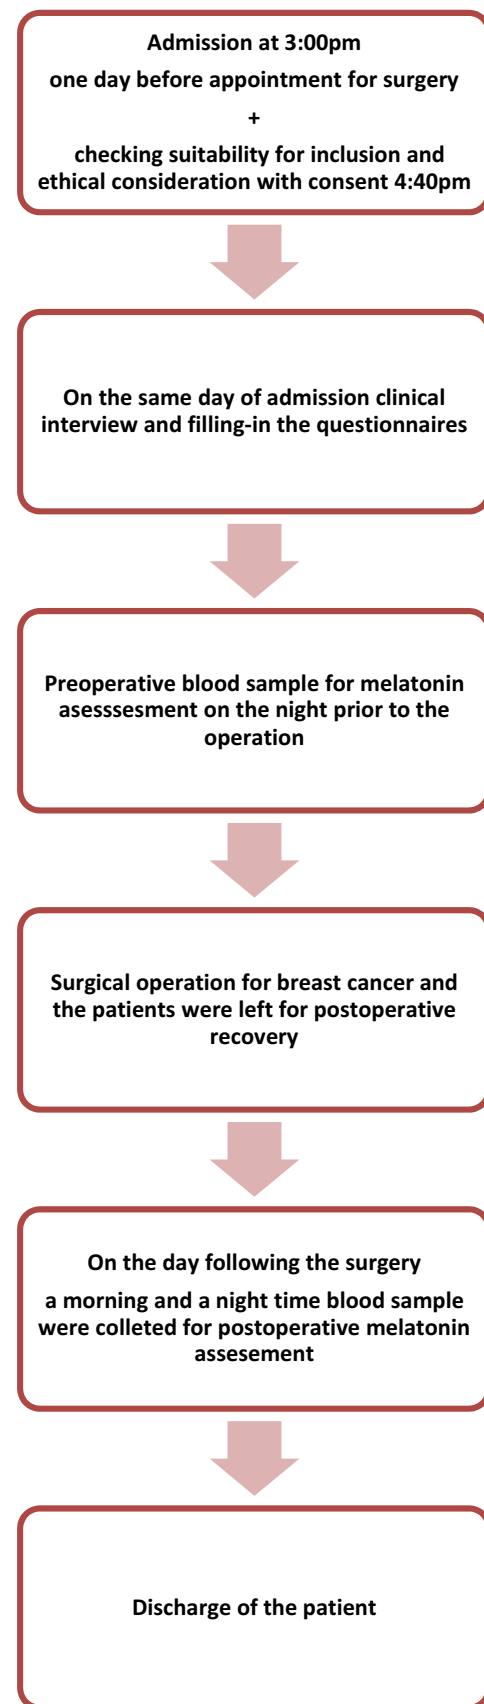 Admission at 3:00pm
one day before appointment for surgery
+
checking suitability for inclusion and
ethical consideration with consent 4:40pm
On the same day of admission clinical
interview and filling-in the questionnaires
Preoperative blood sample for melatonin
asesssesment on the night prior to the
operation
Surgical operation for breast cancer and
the patients were left for postoperative
recovery
On the day following the surgery
a morning and a night time blood sample
were colleted for postoperative melatonin
assesement
Discharge of the patient